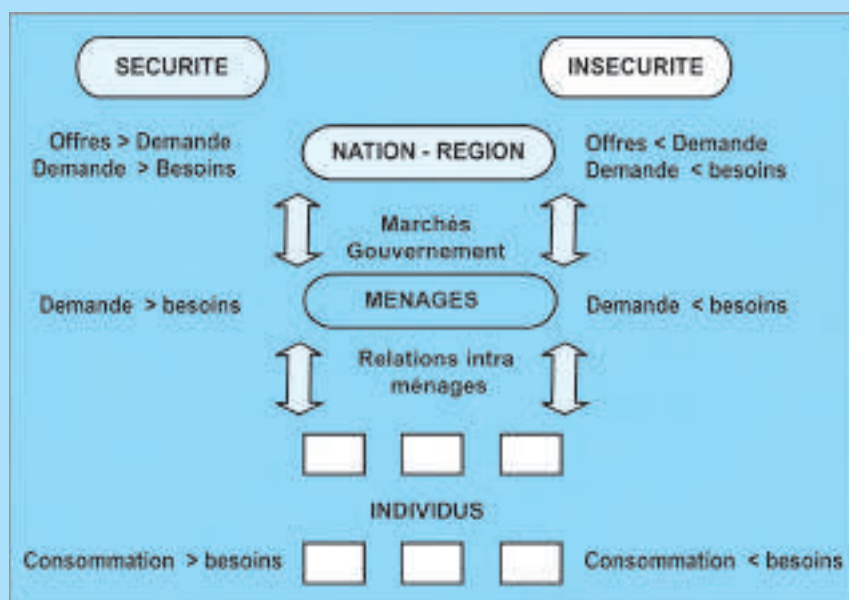 SECURITE
INSECURITE
Offres > Demande
Demande > Besoins
NATION - REGION
Offres < Demande
Demande < besoins
Marchés
Gouvernement
Demande > besoins
MENAGES
Demande < besoins
Relations intra
ménages
INDIVIDUS
Consommation > besoins
Consommation < besoins